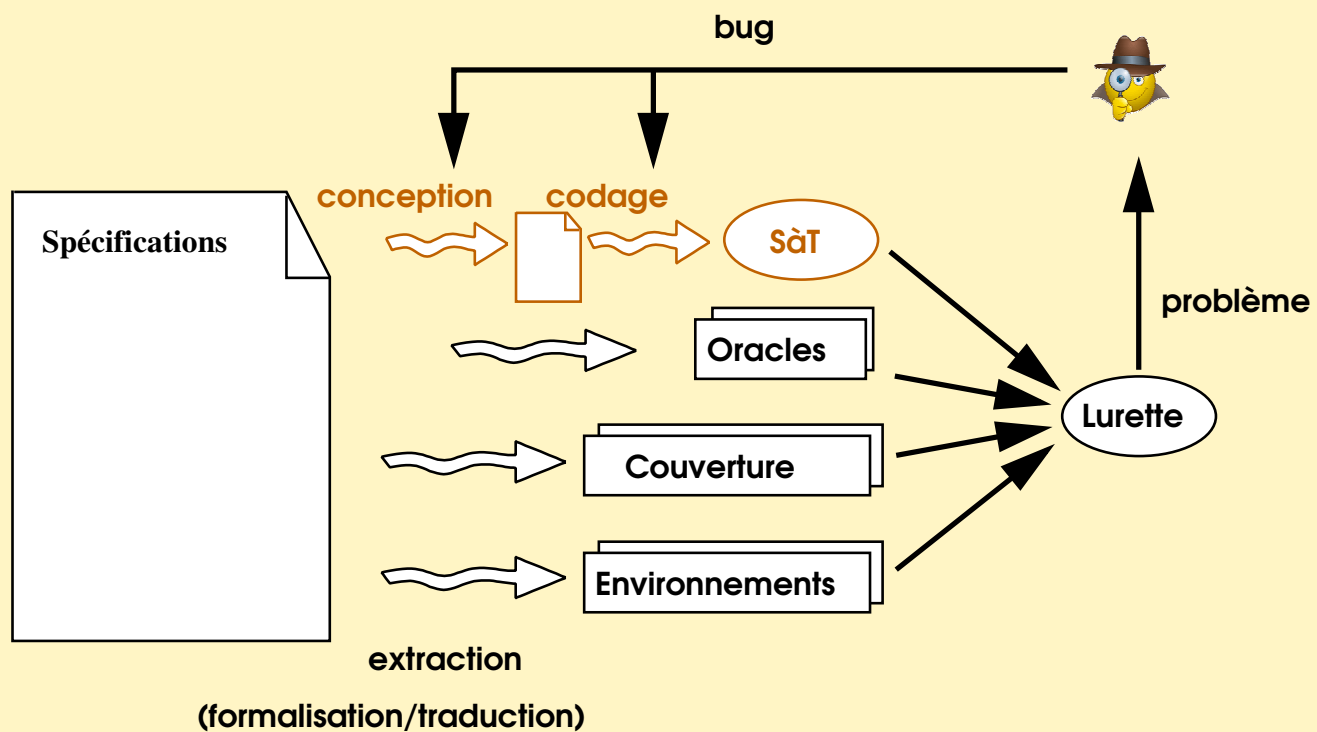 bug
conception
codage
Spécifications
SàT
problème
Oracles
Lurette
Couverture
Environnements
extraction
(formalisation/traduction)